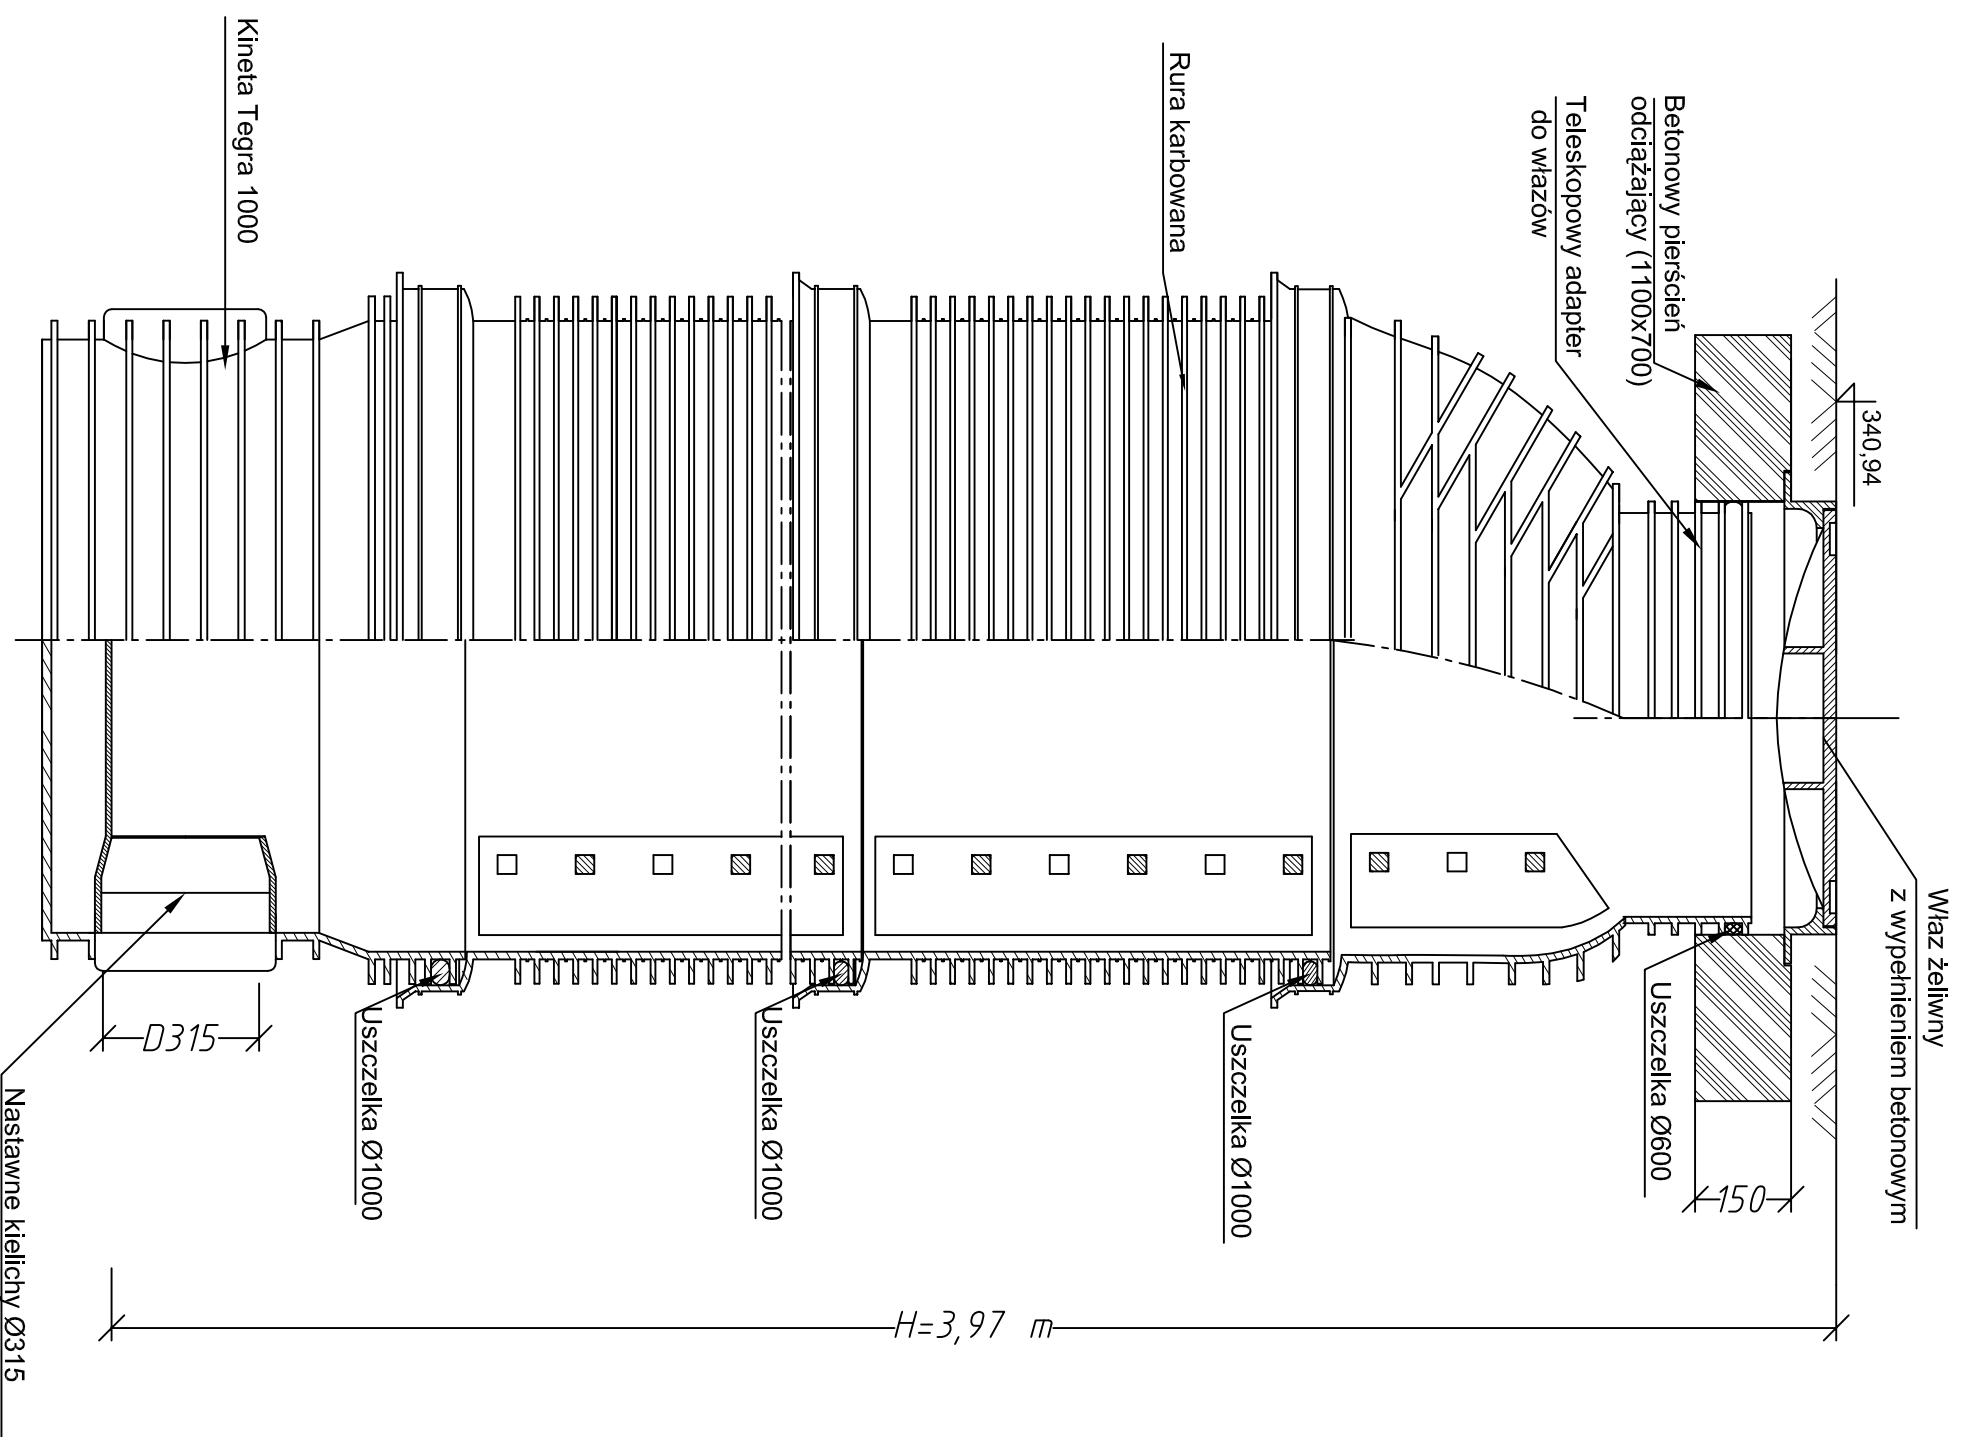 Właz żeliwny
z wypełnieniem betonowym
340,94
Betonowy pierścień
odciążający (1100x700)
Teleskopowy adapter
do włazów
Uszczelka Ø600
150
Rura karbowana
Uszczelka Ø1000
Uszczelka Ø1000
Uszczelka Ø1000
H=3,97 m
Kineta Tegra 1000
D315
Nastawne kielichy Ø315